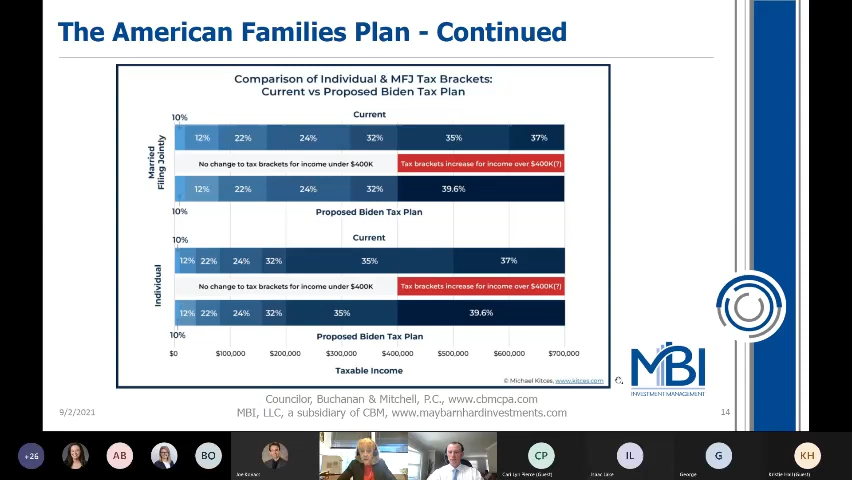 The American Families Plan - Continued
Comparison of Individual & MFJ Tax Brackets:
Current vs Proposed Biden Tax Plan
Current
10%
12% 22% 24% 32% 35% 37%
Married
Filing Jointly
No change to tax brackets for income under $400K Tax brackets increase for income over $400K(?)
12% 22% 24% 32% 39.6%
10%
Proposed Biden Tax Plan
Current
10%
12% 22% 24% 32% 35% 37%
Individual
No change to tax brackets for income under $400K Tax brackets increase for income over $400K(?)
12% 22% 24% 32% 35% 39.6%
10%
Proposed Biden Tax Plan
$0 $100,000 $200,000 $300,000 $400,000 $500,000 $600,000 $700,000
Taxable Income
© Michael Kitces, www.kitces.com
MBI
INVESTMENT MANAGEMENT
Councilor, Buchanan & Mitchell, P.C., www.cbmcpa.com
MBI, LLC, a subsidiary of CBM, www.maybarnhardinvestments.com
9/2/2021
14
+26 AB BO CP IL G KH
Joe Kovacs
Isaac Lake
George